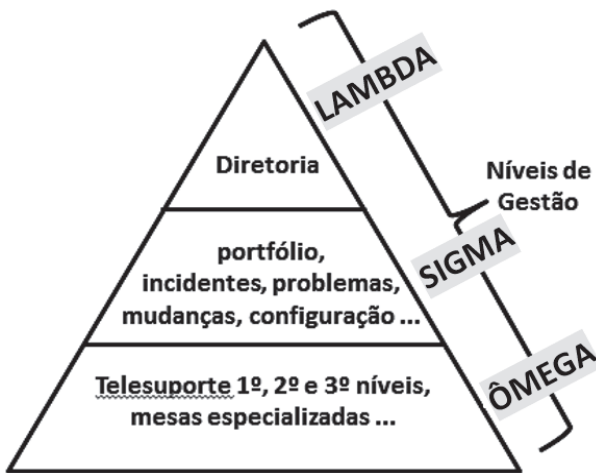 LAMBDA
Diretoria
Níveis de
Gestão
portfólio,
incidentes, problemas,
mudanças, configuração ...
SIGMA
Telesuporte 1º, 2º e 3º níveis,
mesas especializadas ...
ÔMEGA